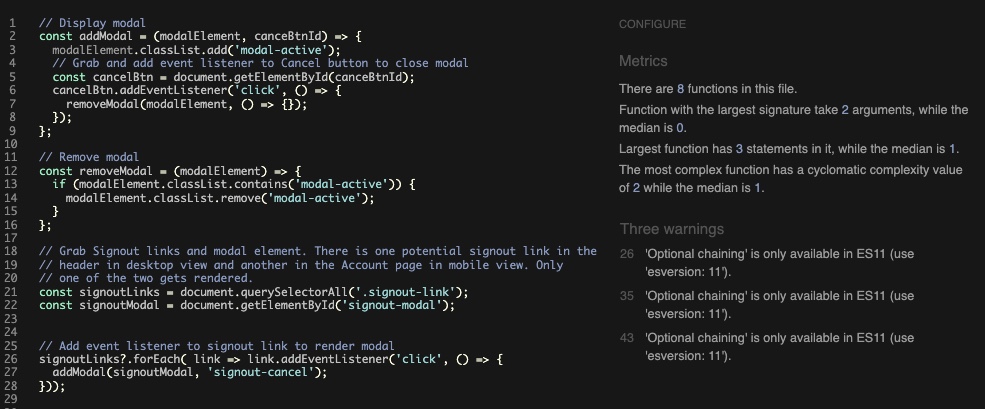 1 // Display modal
2 const addModal = (modalElement, canceBtnId) => {
3   modalElement.classList.add('modal-active');
4   // Grab and add event listener to Cancel button to close modal
5   const cancelBtn = document.getElementById(canceBtnId);
6   cancelBtn.addEventListener('click', () => {
7     removeModal(modalElement, () => {});
8   });
9 };
10
11 // Remove modal
12 const removeModal = (modalElement) => {
13   if (modalElement.classList.contains('modal-active')) {
14     modalElement.classList.remove('modal-active');
15   }
16 };
17
18 // Grab Signout links and modal element. There is one potential signout link in the
19 // header in desktop view and another in the Account page in mobile view. Only
20 // one of the two gets rendered.
21 const signoutLinks = document.querySelectorAll('.signout-link');
22 const signoutModal = document.getElementById('signout-modal');
23
24
25 // Add event listener to signout link to render modal
26 signoutLinks?.forEach( link => link.addEventListener('click', () => {
27   addModal(signoutModal, 'signout-cancel');
28 }));
29
CONFIGURE
Metrics
There are 8 functions in this file.
Function with the largest signature take 2 arguments, while the
median is 0.
Largest function has 3 statements in it, while the median is 1.
The most complex function has a cyclomatic complexity value
of 2 while the median is 1.
Three warnings
26 'Optional chaining' is only available in ES11 (use
'esversion: 11').
35 'Optional chaining' is only available in ES11 (use
'esversion: 11').
43 'Optional chaining' is only available in ES11 (use
'esversion: 11').